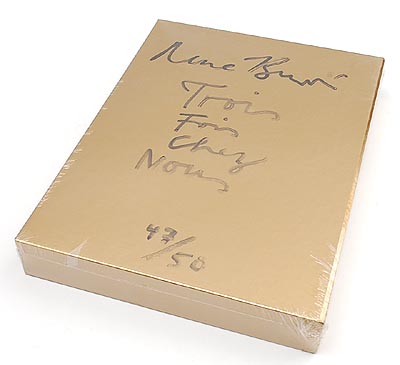 Rene Burri
Trois
Fois
Chez
Nous
47/50